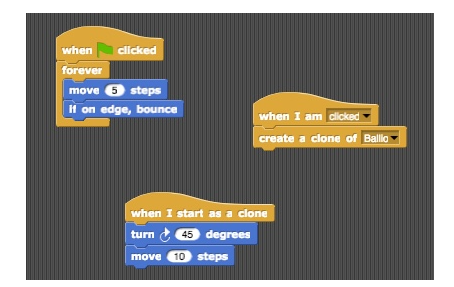 when clicked
forever
move 5 steps
if on edge, bounce
when I am clicked
create a clone of Ballo
when I start as a clone
turn 45 degrees
move 10 steps